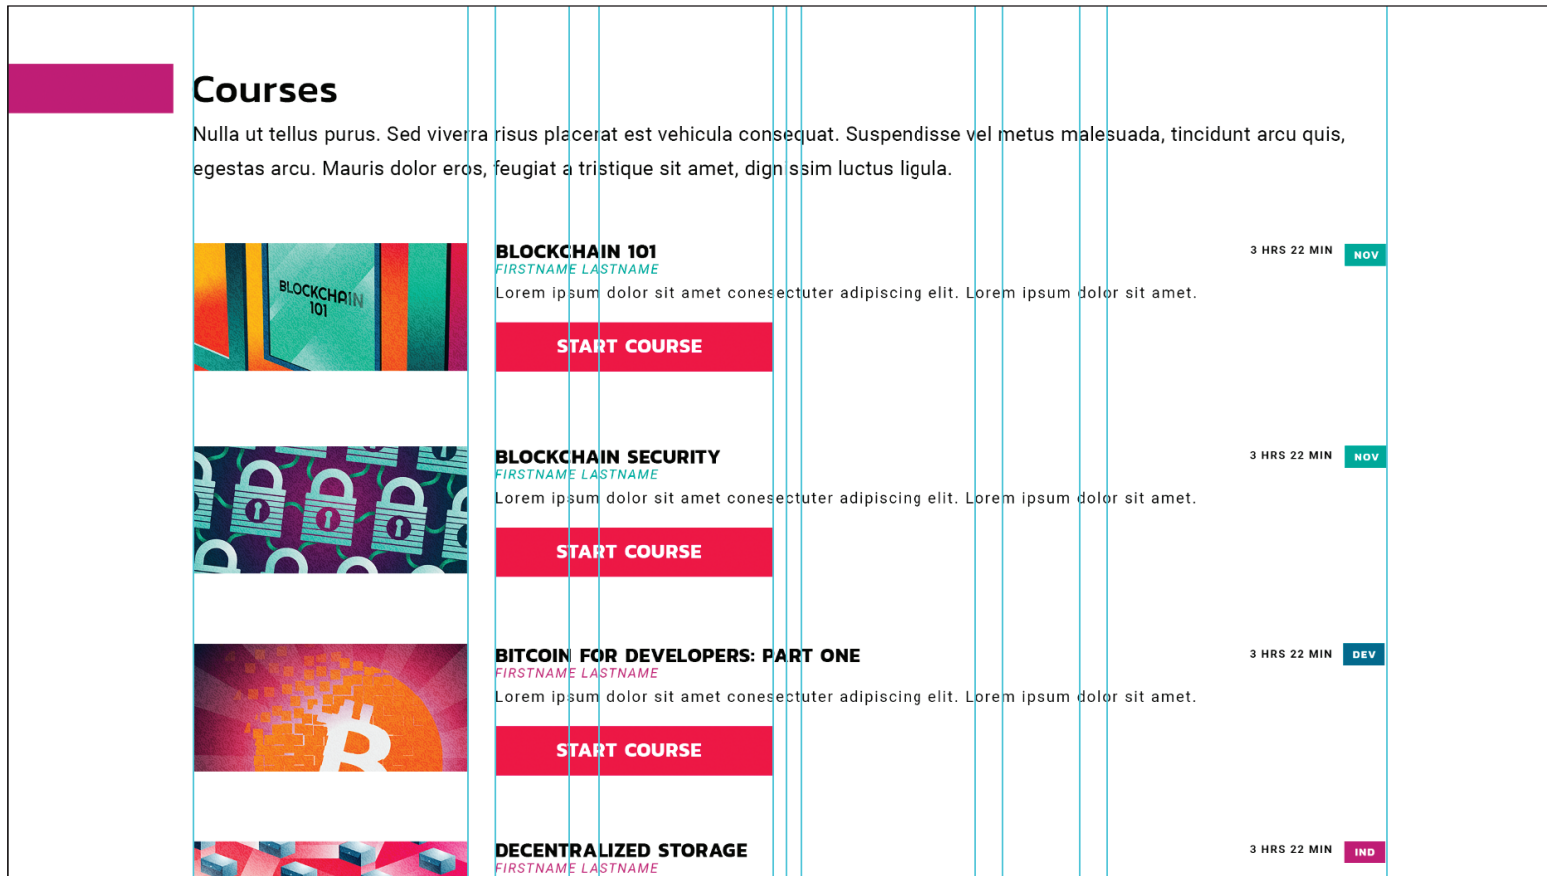 Courses
Nulla ut tellus purus. Sed viverra risus placerat est vehicula consequat. Suspendisse vel metus malesuada, tincidunt arcu quis,
egestas arcu. Mauris dolor eros, feugiat a tristique sit amet, dignissim luctus ligula.
BLOCKCHAIN
101
BLOCKCHAIN 101
3 HRS 22 MIN
NOV
FIRSTNAME LASTNAME
Lorem ipsum dolor sit amet conesectuter adipiscing elit. Lorem ipsum dolor sit amet.
START COURSE
BLOCKCHAIN SECURITY
3 HRS 22 MIN
NOV
FIRSTNAME LASTNAME
Lorem ipsum dolor sit amet conesectuter adipiscing elit. Lorem ipsum dolor sit amet.
START COURSE
BITCOIN FOR DEVELOPERS: PART ONE
3 HRS 22 MIN
DEV
FIRSTNAME LASTNAME
Lorem ipsum dolor sit amet conesectuter adipiscing elit. Lorem ipsum dolor sit amet.
START COURSE
DECENTRALIZED STORAGE
3 HRS 22 MIN
IND
FIRSTNAME LASTNAME